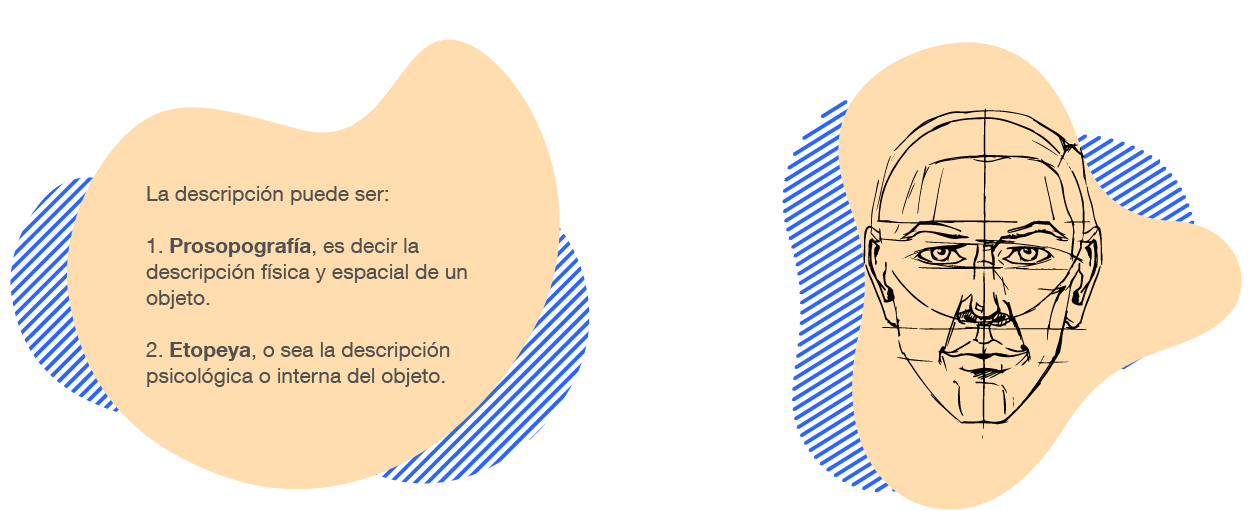 La descripción puede ser:
1. Prosopografía, es decir la
descripción física y espacial de un
objeto.
2. Etopeya, o sea la descripción
psicológica o interna del objeto.